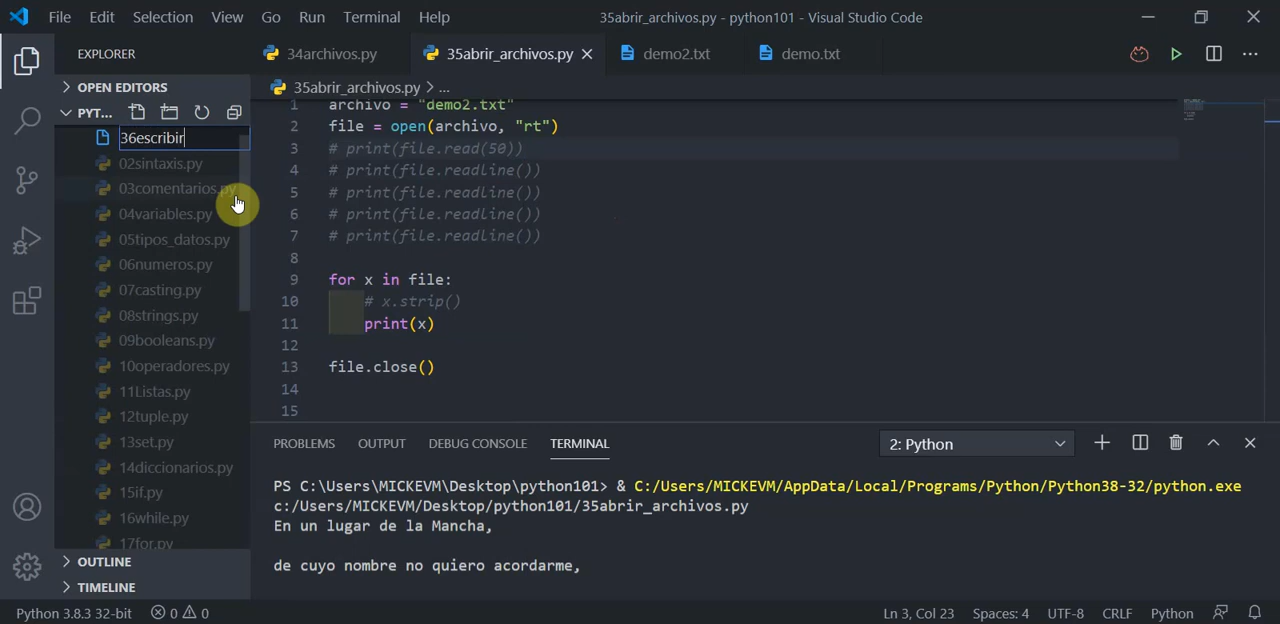 File Edit Selection View Go Run Terminal Help 35abrir_archivos.py - python101 - Visual Studio Code
EXPLORER
34archivos.py 35abrir_archivos.py demo2.txt demo.txt
OPEN EDITORS
35abrir_archivos.py > ...
PYT...
36escribir
02sintaxis.py
03comentarios.py
04variables.py
05tipos_datos.py
06numeros.py
07casting.py
08strings.py
09booleans.py
10operadores.py
11Listas.py
12tuple.py
13set.py
14diccionarios.py
15if.py
16while.py
17for.py
OUTLINE
TIMELINE
1 archivo = "demo2.txt"
2 file = open(archivo, "rt")
3 # print(file.read(50))
4 # print(file.readline())
5 # print(file.readline())
6 # print(file.readline())
7 # print(file.readline())
8
9 for x in file:
10 # x.strip()
11 print(x)
12
13 file.close()
14
15
PROBLEMS OUTPUT DEBUG CONSOLE TERMINAL 2: Python
PS C:\Users\MICKEVM\Desktop\python101> & C:/Users/MICKEVM/AppData/Local/Programs/Python/Python38-32/python.exe
c:/Users/MICKEVM/Desktop/python101/35abrir_archivos.py
En un lugar de la Mancha,
de cuyo nombre no quiero acordarme,
Python 3.8.3 32-bit 0 0 Ln 3, Col 23 Spaces: 4 UTF-8 CRLF Python